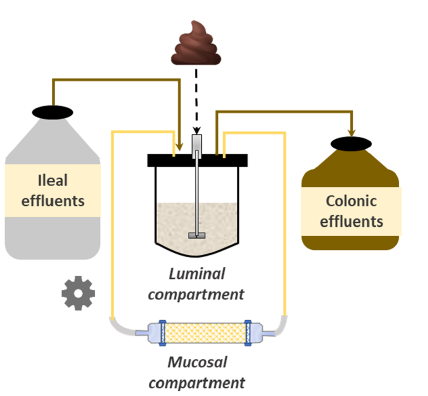 Ileal
effluents
Colonic
effluents
Luminal
compartment
Mucosal
compartment